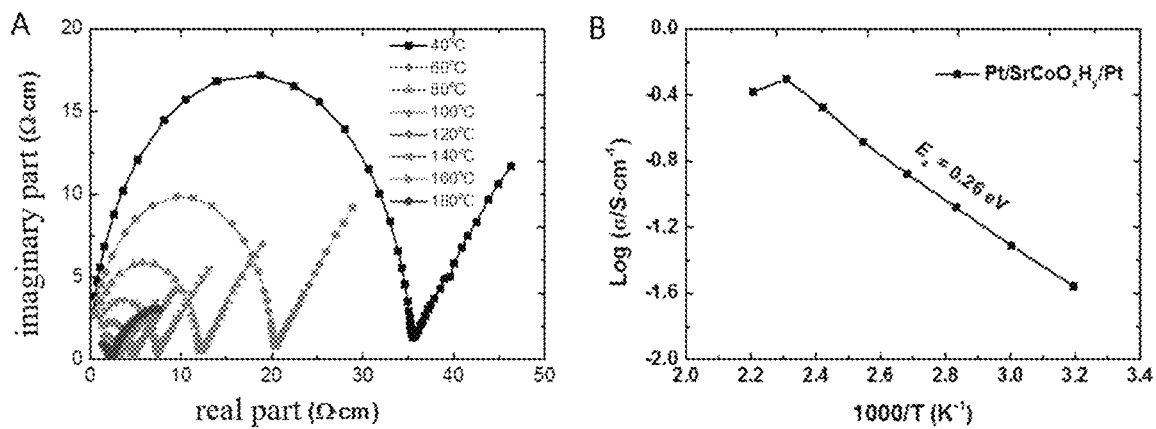 A
imaginary part (Ω·cm)
20
15
10
5
0
40°C
60°C
80°C
100°C
120°C
140°C
160°C
180°C
0 10 20 30 40 50
real part (Ω·cm)
B
Log (σ/S·cm⁻¹)
0.0
-0.4
-0.8
-1.2
-1.6
-2.0
Pt/SrCoOₓHᵧ/Pt
Eₐ = 0.26 eV
2.0 2.2 2.4 2.6 2.8 3.0 3.2 3.4
1000/T (K⁻¹)